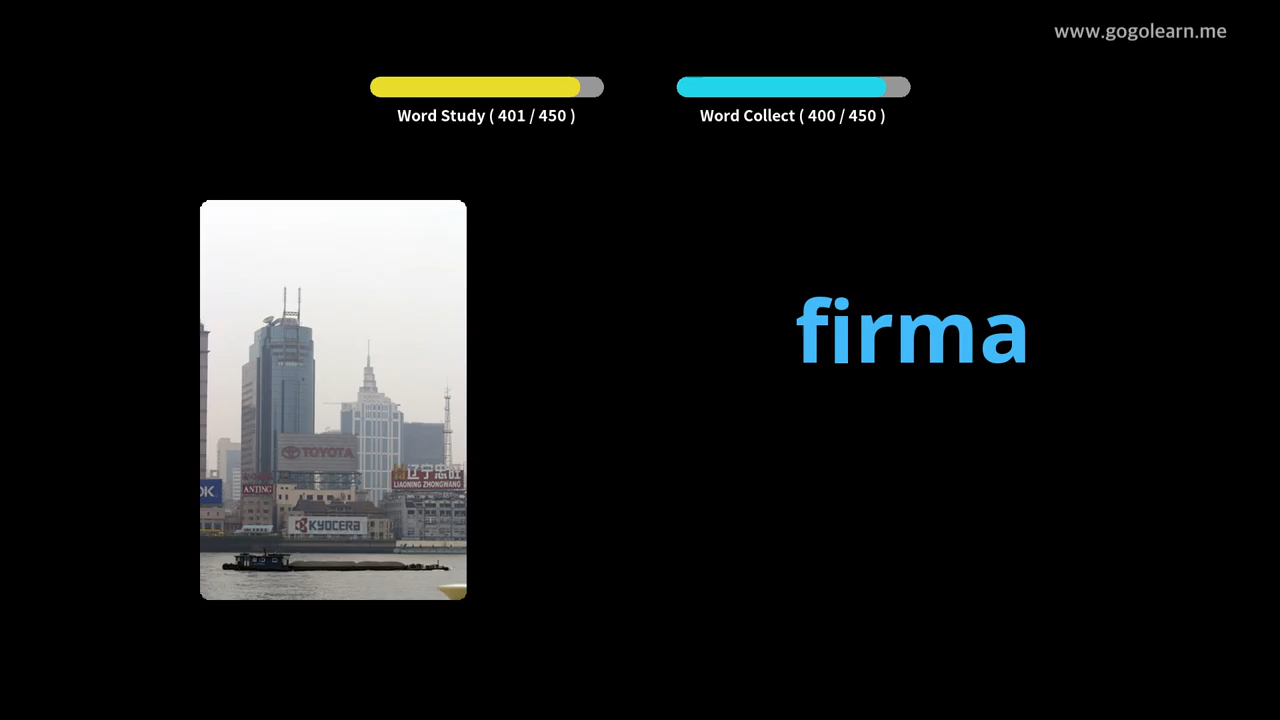 www.gogolearn.me
Word Study ( 401 / 450 )
Word Collect ( 400 / 450 )
firma
TOYOTA
辽宁忠旺
LIAONING ZHONGWANG
ANTING
KYOCERA